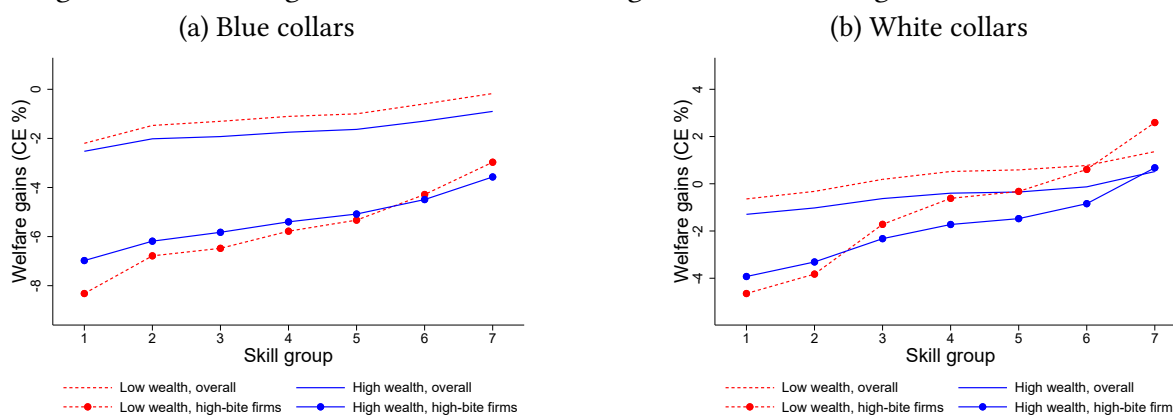 (a) Blue collars
(b) White collars
Welfare gains (CE %)
0
-2
-4
-6
-8
1 2 3 4 5 6 7
Skill group
Low wealth, overall
High wealth, overall
Low wealth, high-bite firms
High wealth, high-bite firms
Welfare gains (CE %)
4
2
0
-2
-4
1 2 3 4 5 6 7
Skill group
Low wealth, overall
High wealth, overall
Low wealth, high-bite firms
High wealth, high-bite firm